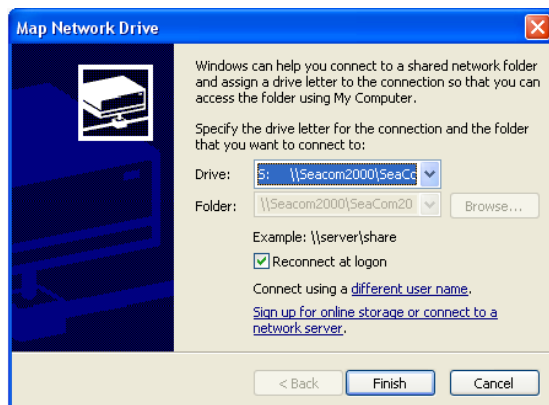 Map Network Drive
Windows can help you connect to a shared network folder
and assign a drive letter to the connection so that you can
access the folder using My Computer.
Specify the drive letter for the connection and the folder
that you want to connect to:
Drive: S: \\Seacom2000\SeaCo
Folder: \\Seacom2000\SeaCom20 Browse...
Example: \\server\share
Reconnect at logon
Connect using a different user name.
Sign up for online storage or connect to a
network server.
< Back Finish Cancel